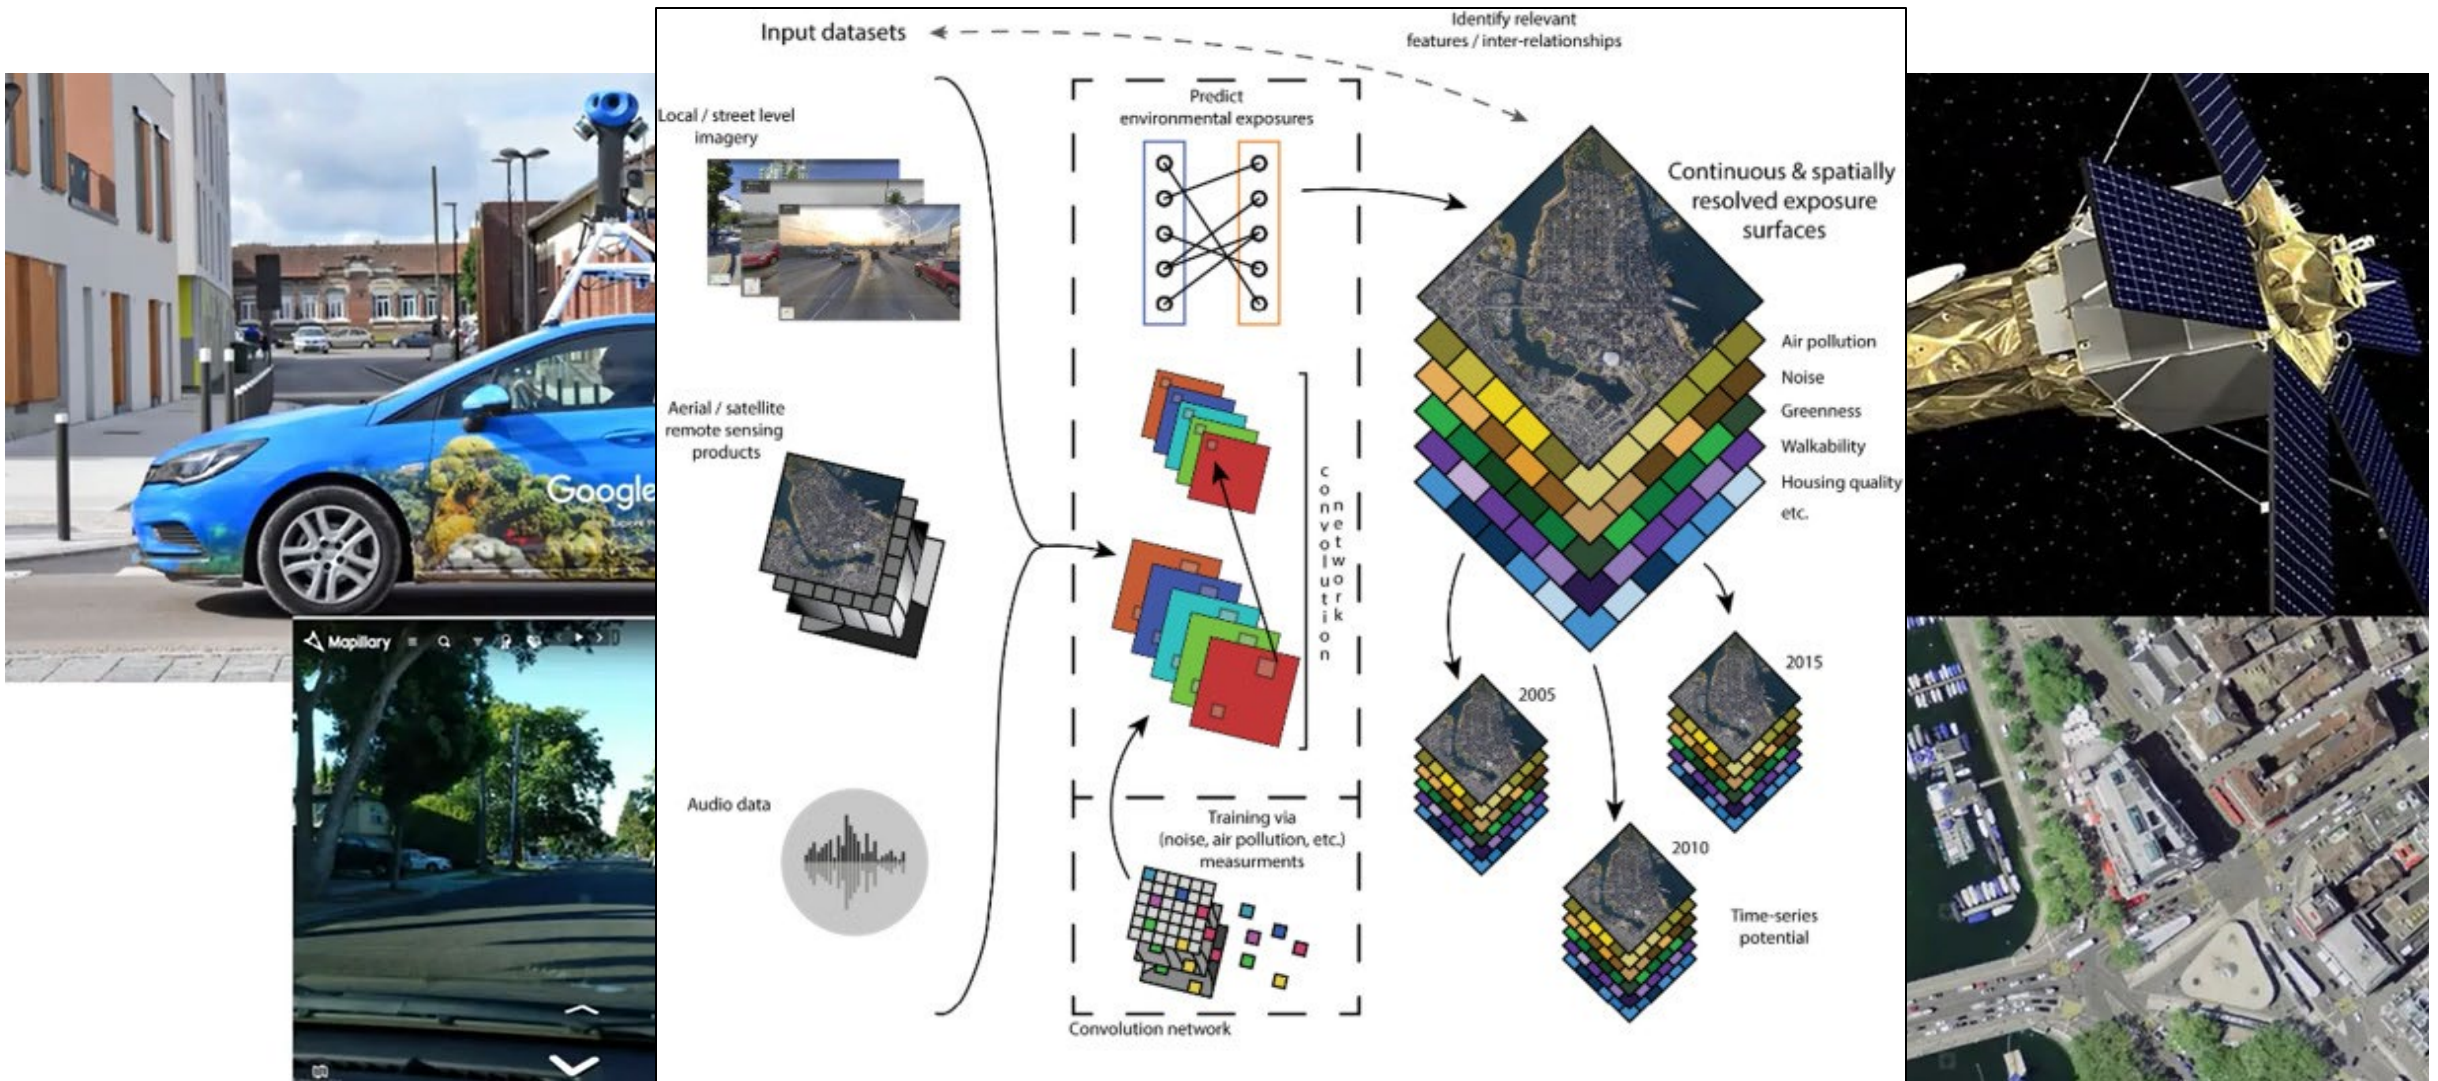 Google
Mapillary
Input datasets
Identify relevant
features / inter-relationships
Local / street level
imagery
Aerial / satellite
remote sensing
products
Audio data
Predict
environmental exposures
convolution
network
Training via
(noise, air pollution, etc.)
measurments
Convolution network
Continuous & spatially
resolved exposure
surfaces
Air pollution
Noise
Greenness
Walkability
Housing quality
etc.
2005
2015
2010
Time-series
potential